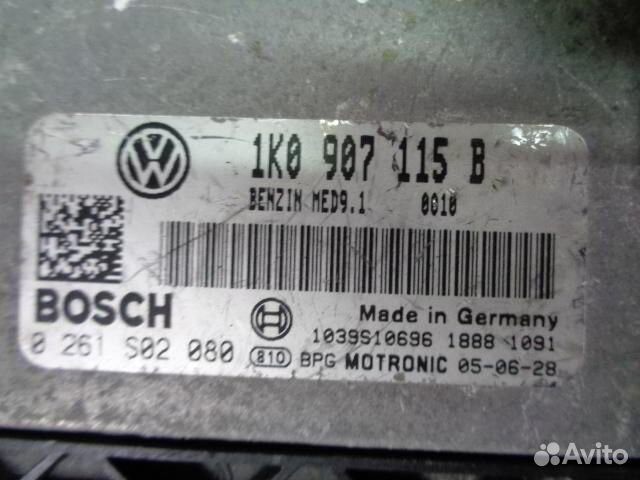 1K0 907 115 B
BENZIN MED9.1 0010
BOSCH
Made in Germany
0 261 S02 080
1039S10696 1888 1091
810 BPG MOTRONIC 05-06-28
Avito